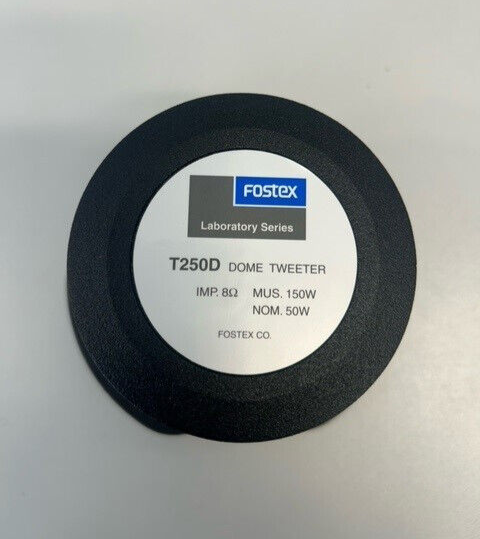 Fostex
Laboratory Series
T250D DOME TWEETER
IMP. 8Ω MUS. 150W
NOM. 50W
FOSTEX CO.